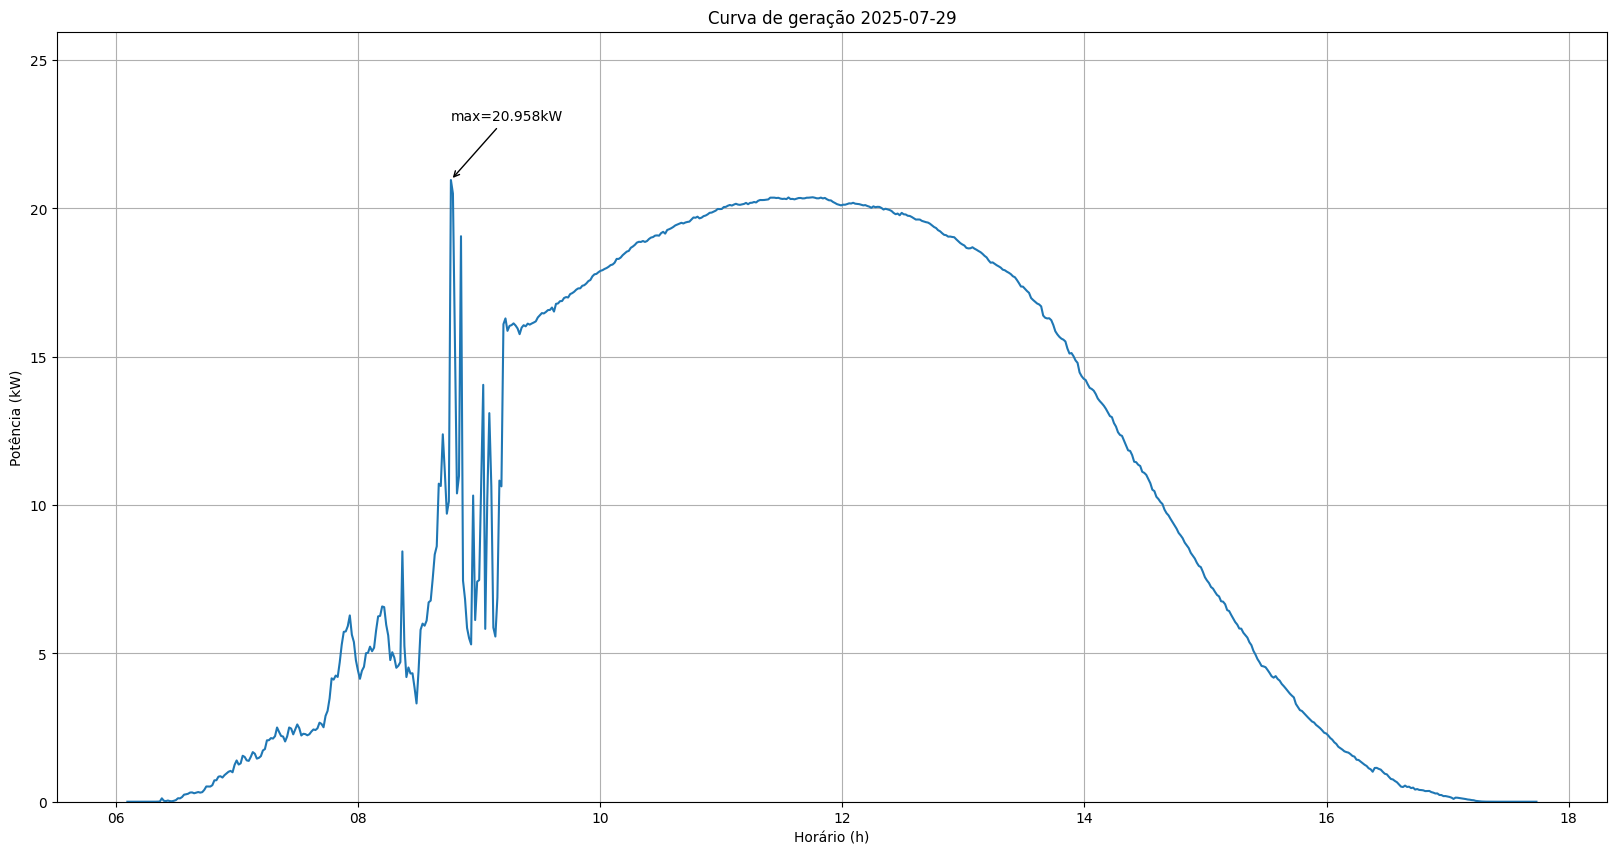 Curva de geração 2025-07-29
25
max=20.958kW
20
15
Potência (kW)
10
5
0
06 08 10 12 14 16 18
Horário (h)